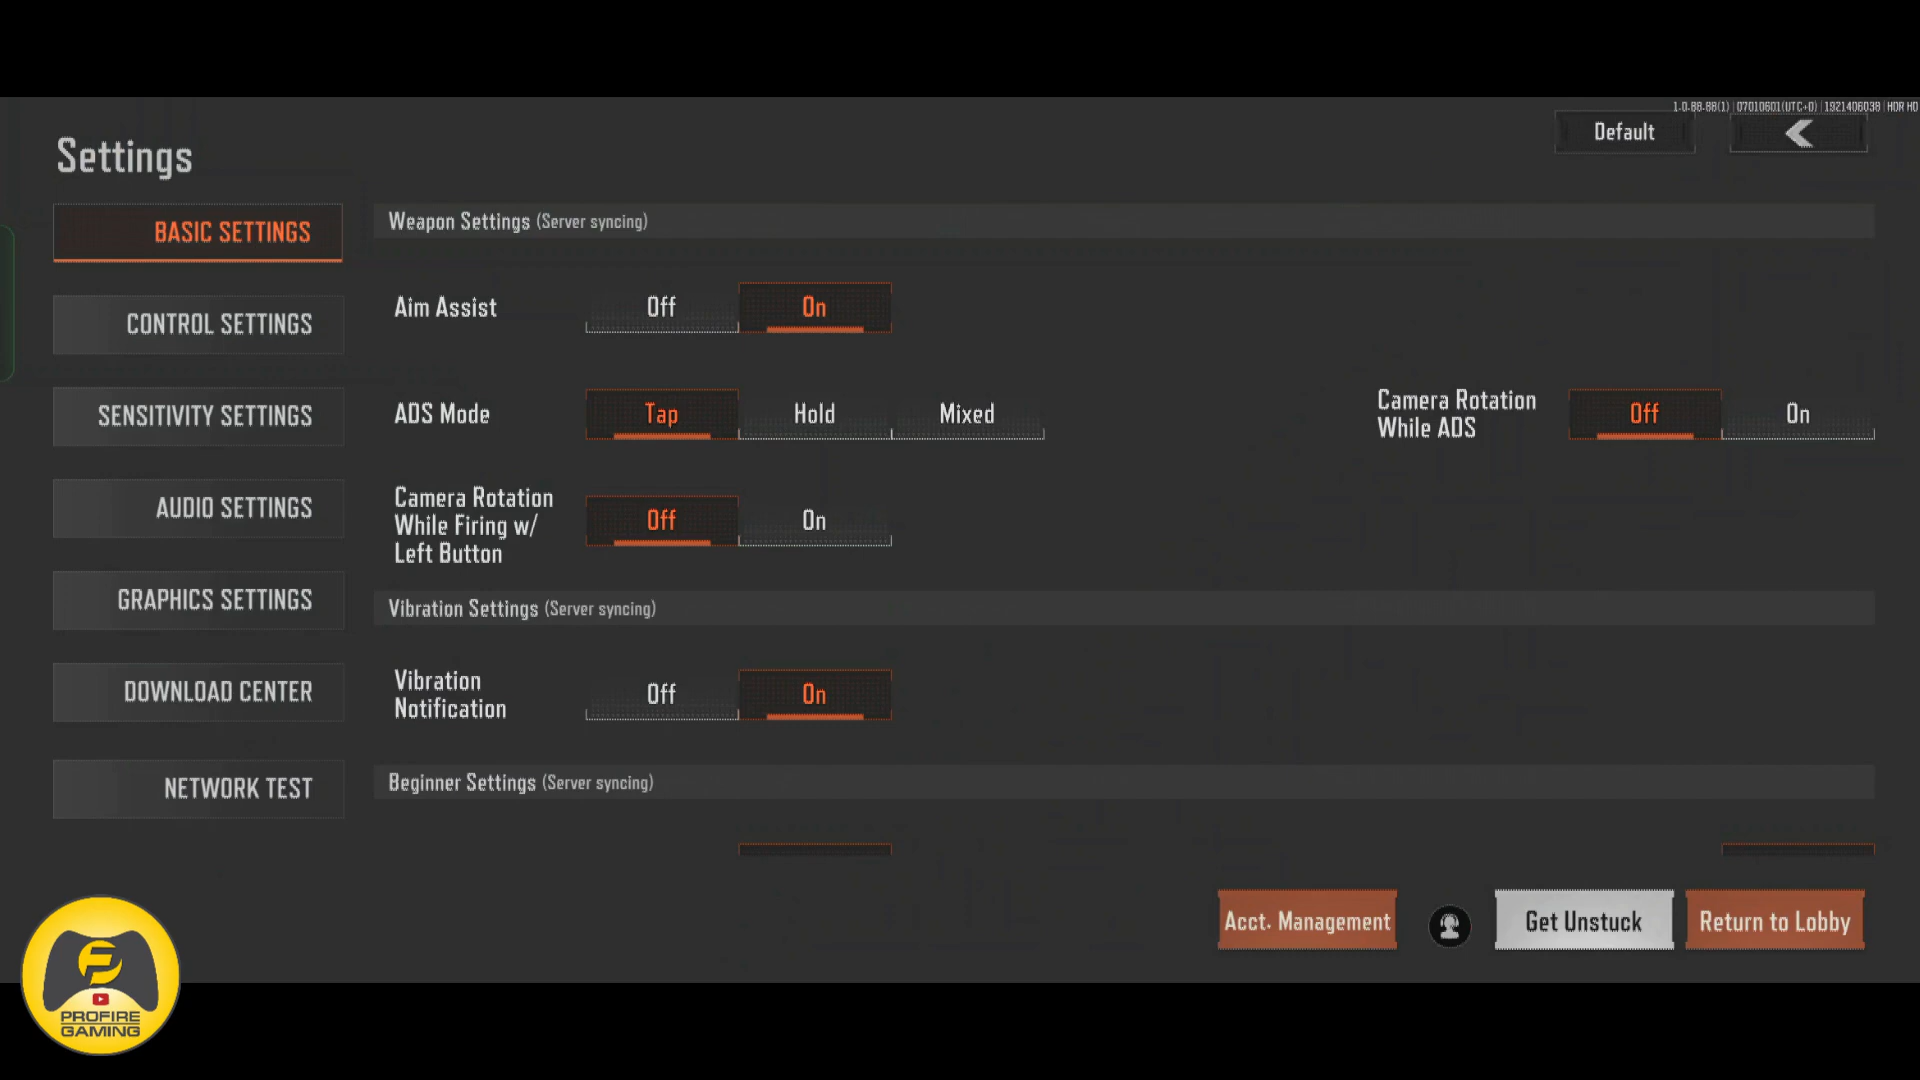 1.0.88.88(1) | 07010601(UTC+0) | 1921406038 | HDR HD
Settings
Default
BASIC SETTINGS
CONTROL SETTINGS
SENSITIVITY SETTINGS
AUDIO SETTINGS
GRAPHICS SETTINGS
DOWNLOAD CENTER
NETWORK TEST
Weapon Settings (Server syncing)
Aim Assist
Off
On
ADS Mode
Tap
Hold
Mixed
Camera Rotation
While ADS
Off
On
Camera Rotation
While Firing w/
Left Button
Off
On
Vibration Settings (Server syncing)
Vibration
Notification
Off
On
Beginner Settings (Server syncing)
Acct. Management
Get Unstuck
Return to Lobby
PROFIRE
GAMING